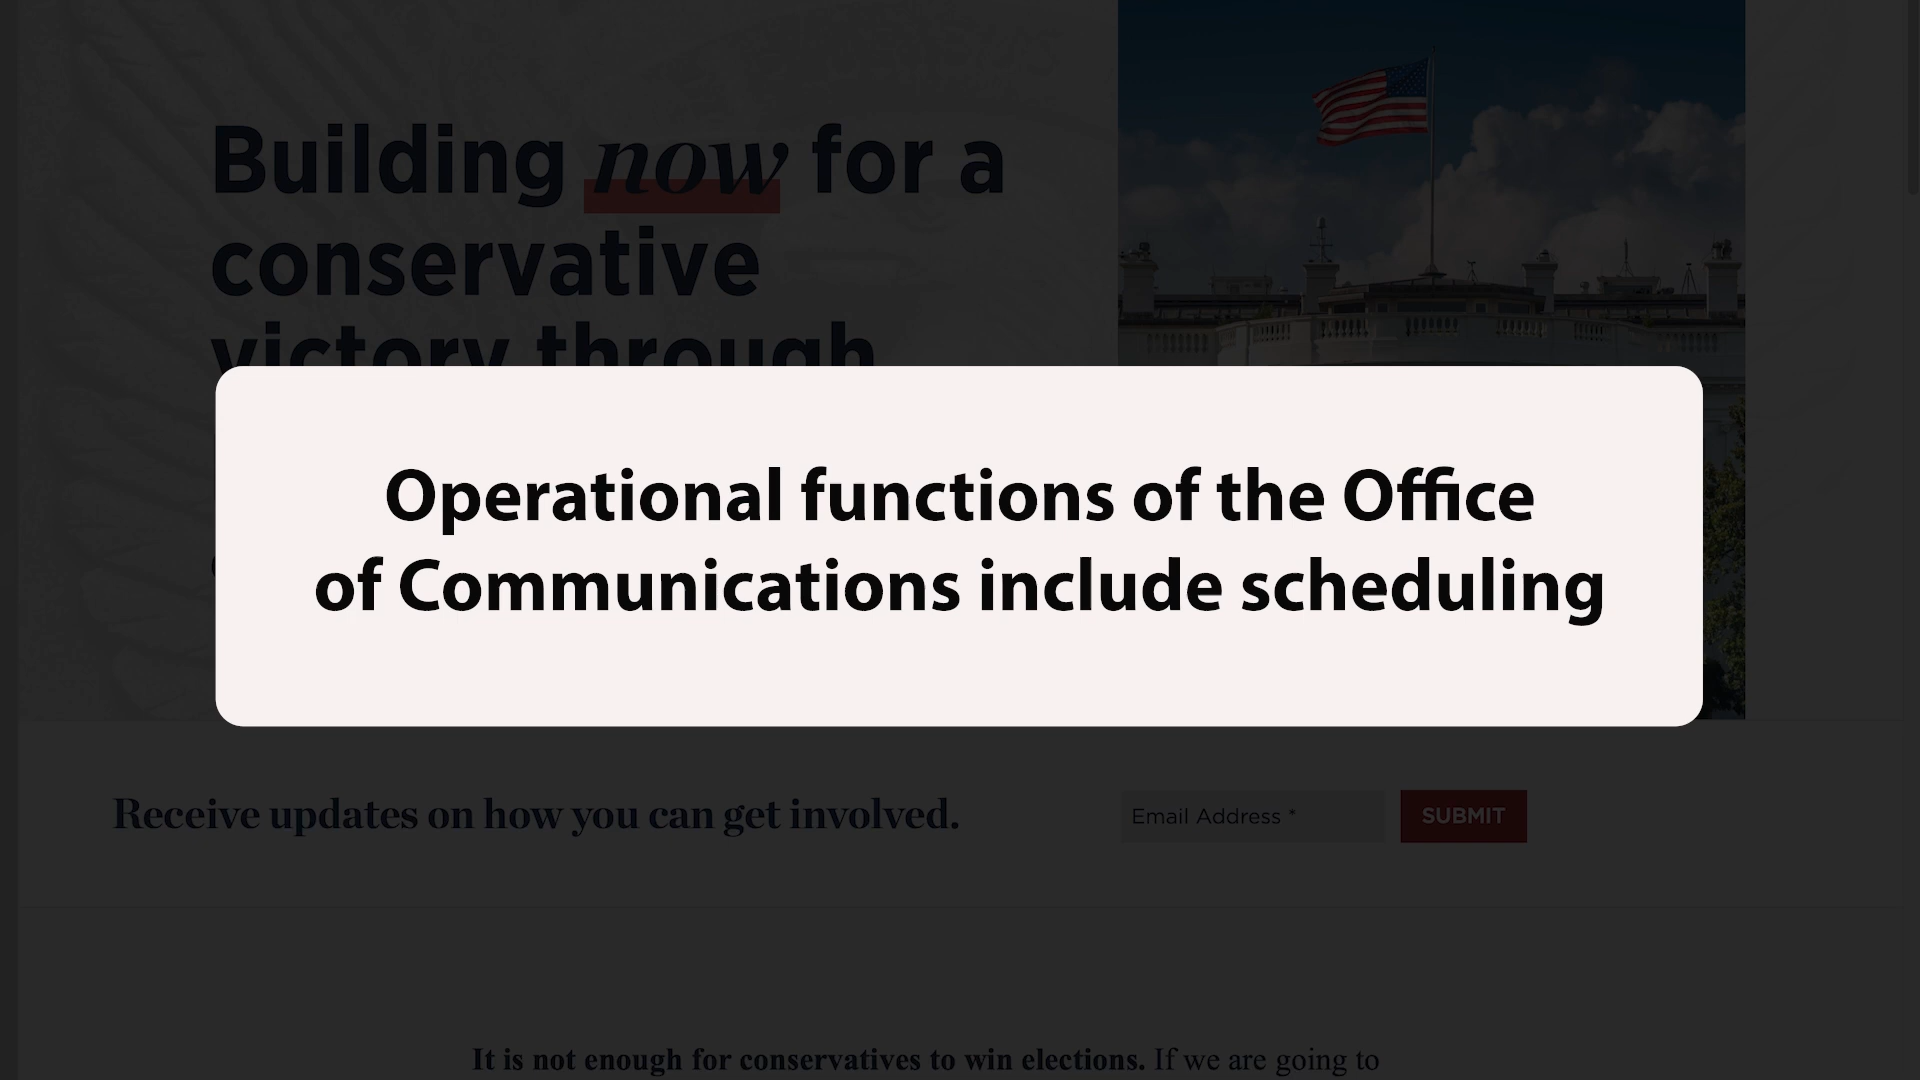 Building now for a
conservative
victory through
Operational functions of the Office
of Communications include scheduling
Receive updates on how you can get involved.
Email Address *
SUBMIT
It is not enough for conservatives to win elections. If we are going to